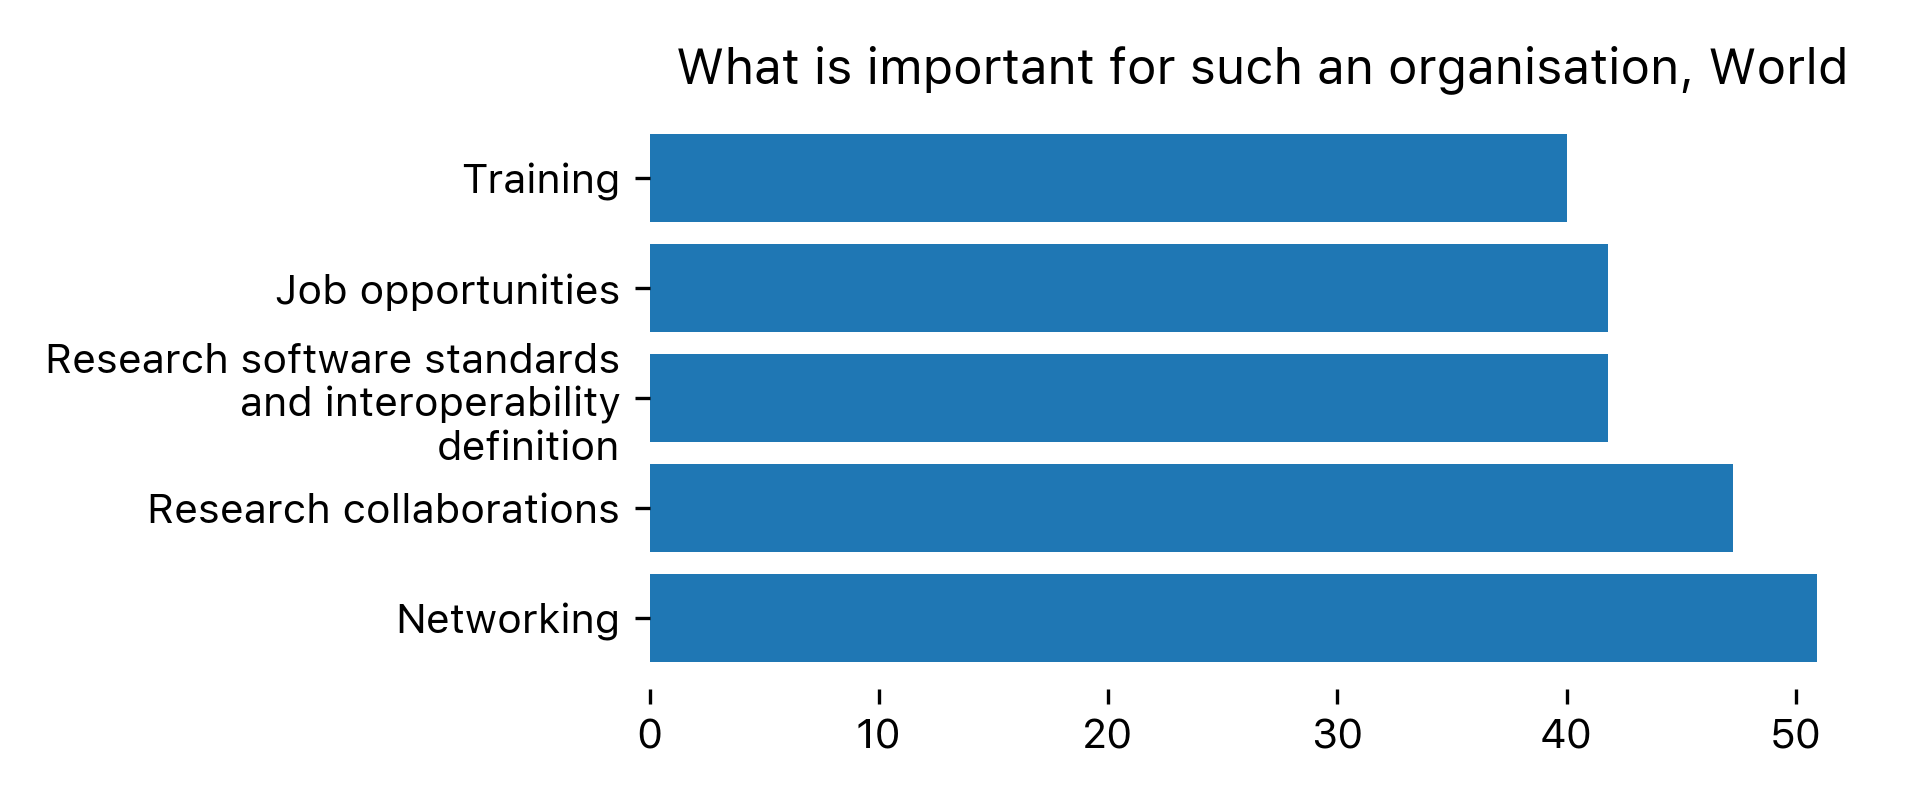 What is important for such an organisation, World
Training
Job opportunities
Research software standards
and interoperability
definition
Research collaborations
Networking
0 10 20 30 40 50